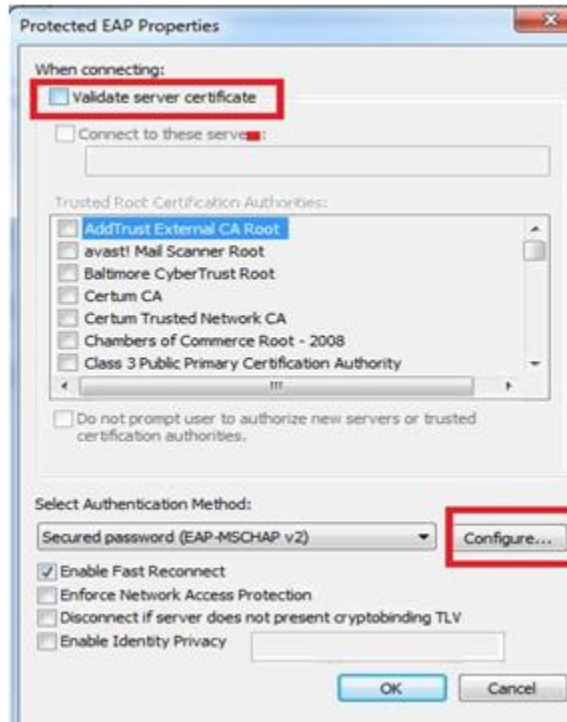 Protected EAP Properties
When connecting:
Validate server certificate
Connect to these servers:
Trusted Root Certification Authorities:
AddTrust External CA Root
avast! Mail Scanner Root
Baltimore CyberTrust Root
Certum CA
Certum Trusted Network CA
Chambers of Commerce Root - 2008
Class 3 Public Primary Certification Authority
Do not prompt user to authorize new servers or trusted
certification authorities.
Select Authentication Method:
Secured password (EAP-MSCHAP v2)
Configure...
Enable Fast Reconnect
Enforce Network Access Protection
Disconnect if server does not present cryptobinding TLV
Enable Identity Privacy
OK
Cancel